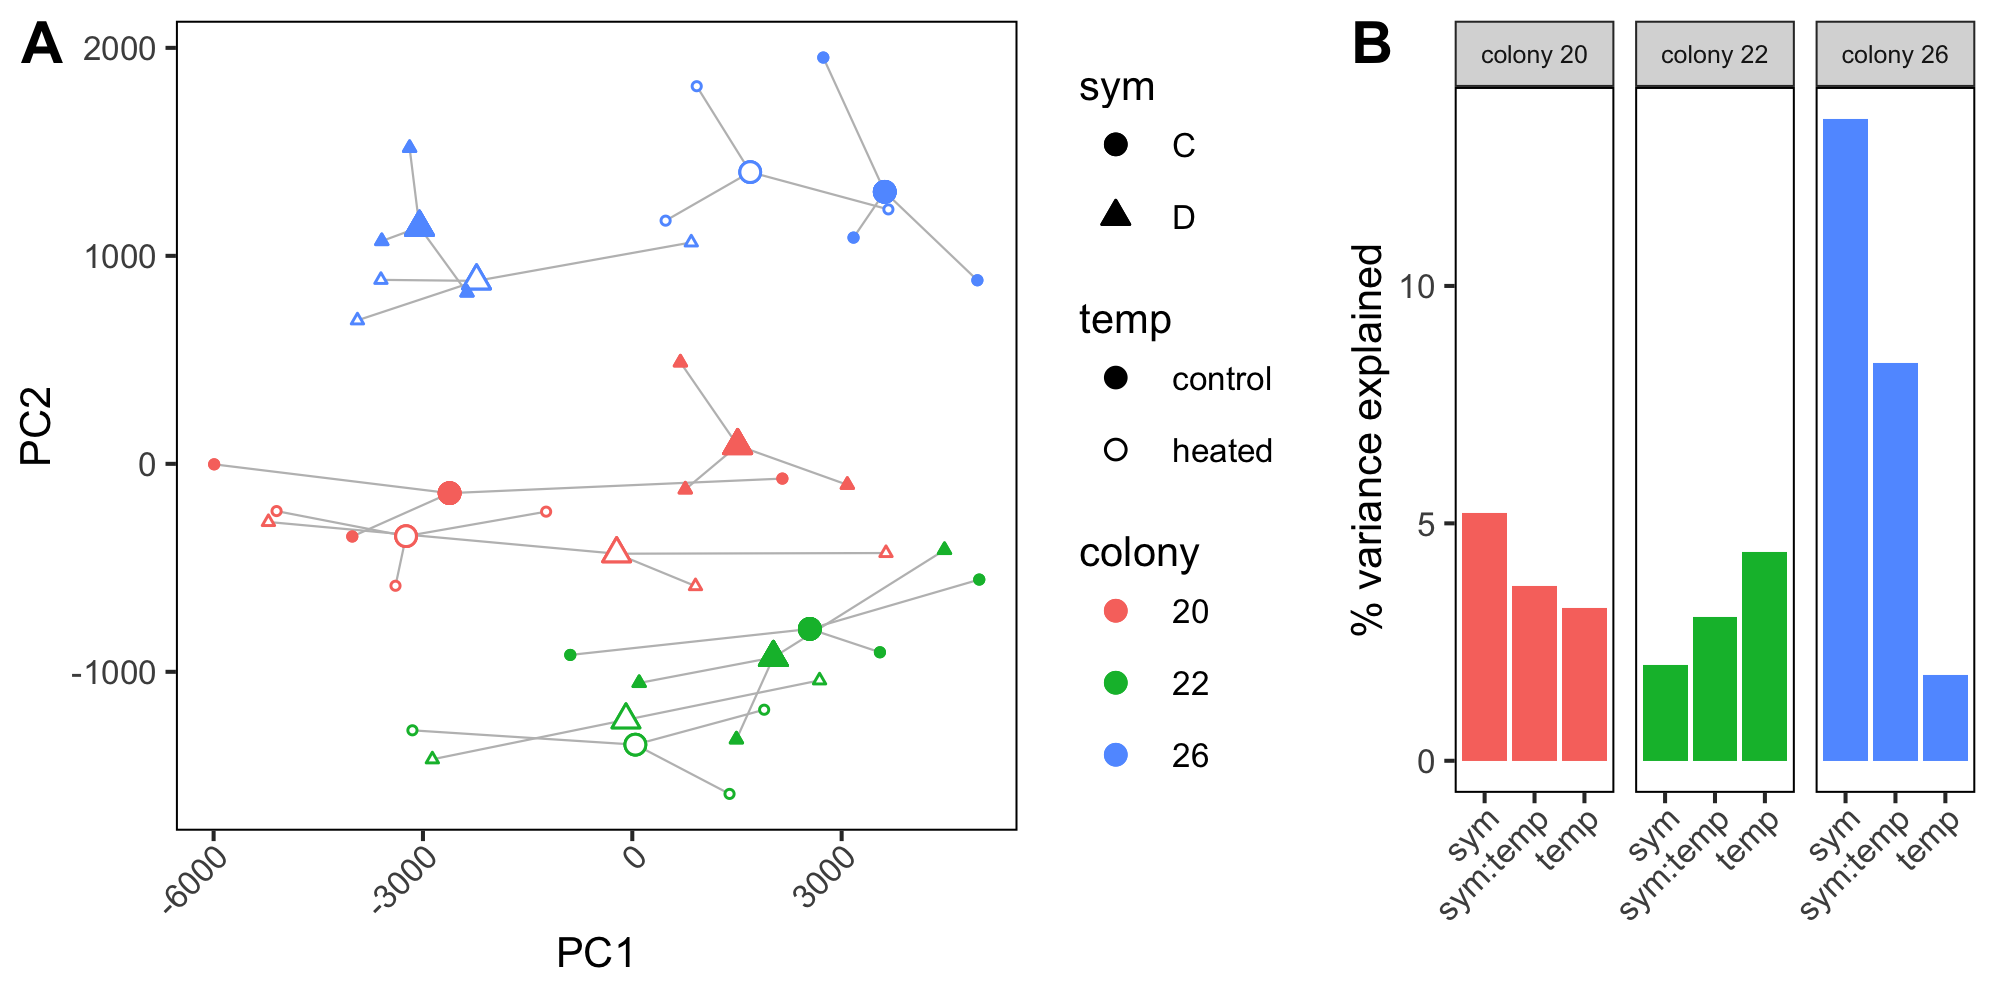 A
2000
1000
0
-1000
PC2
-6000
-3000
0
3000
PC1
sym
C
D
temp
control
heated
colony
20
22
26
B
colony 20
colony 22
colony 26
% variance explained
10
5
0
sym
sym:temp
temp
sym
sym:temp
temp
sym
sym:temp
temp